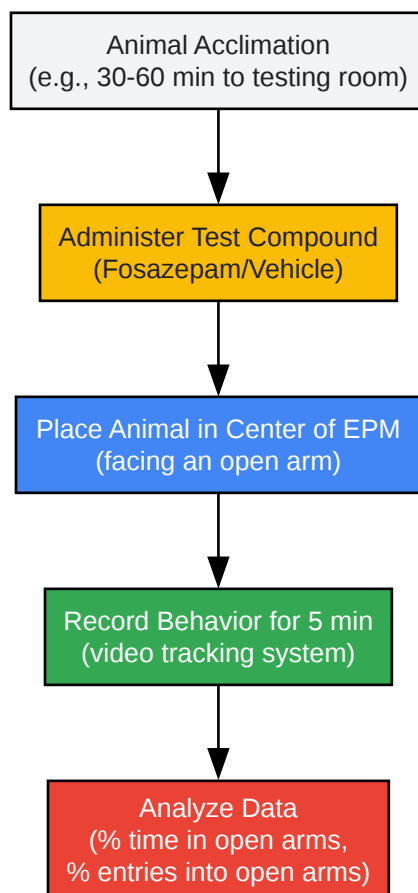 Animal Acclimation
(e.g., 30-60 min to testing room)
Administer Test Compound
(Fosazepam/Vehicle)
Place Animal in Center of EPM
(facing an open arm)
Record Behavior for 5 min
(video tracking system)
Analyze Data
(% time in open arms,
% entries into open arms)